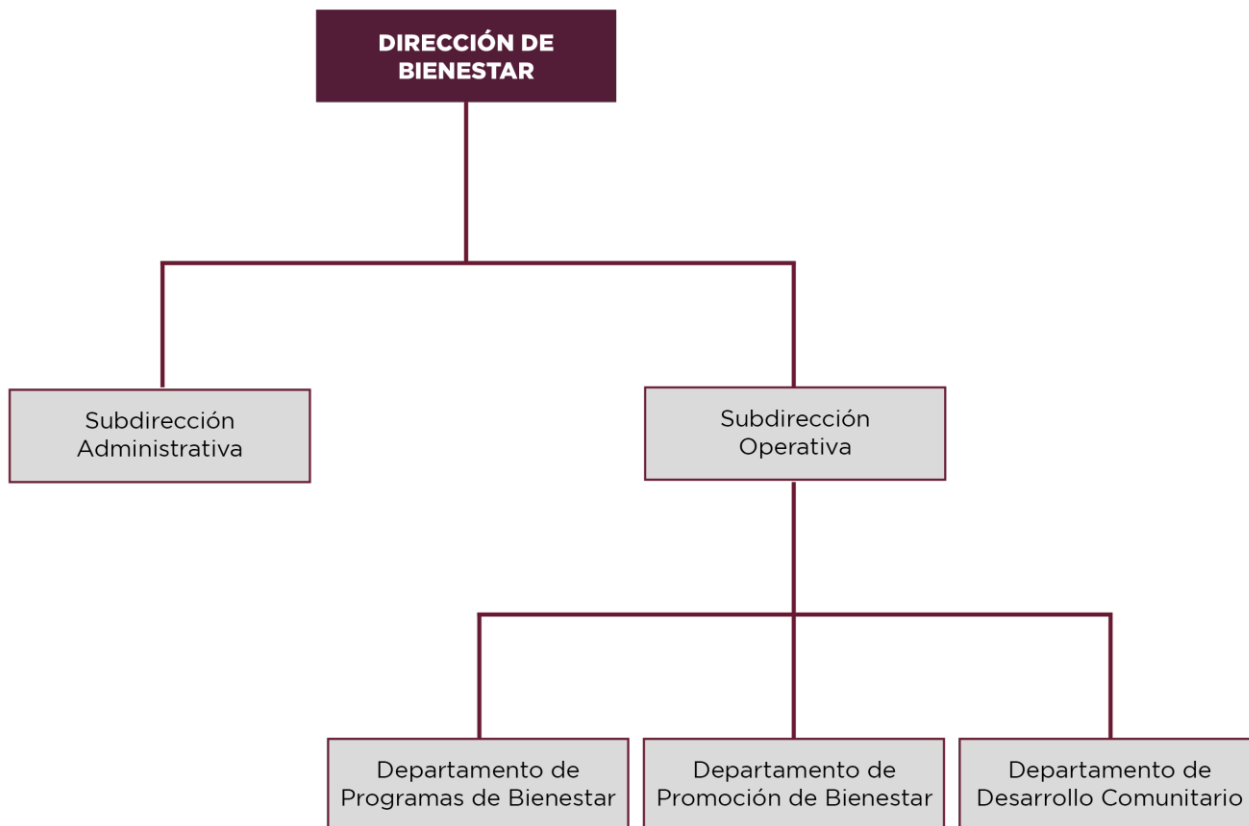 DIRECCIÓN DE
BIENESTAR
Subdirección
Administrativa
Subdirección
Operativa
Departamento de
Programas de Bienestar
Departamento de
Promoción de Bienestar
Departamento de
Desarrollo Comunitario